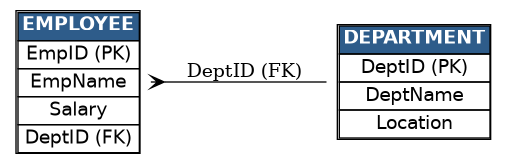 EMPLOYEE
EmpID (PK)
EmpName
Salary
DeptID (FK)
DeptID (FK)
DEPARTMENT
DeptID (PK)
DeptName
Location